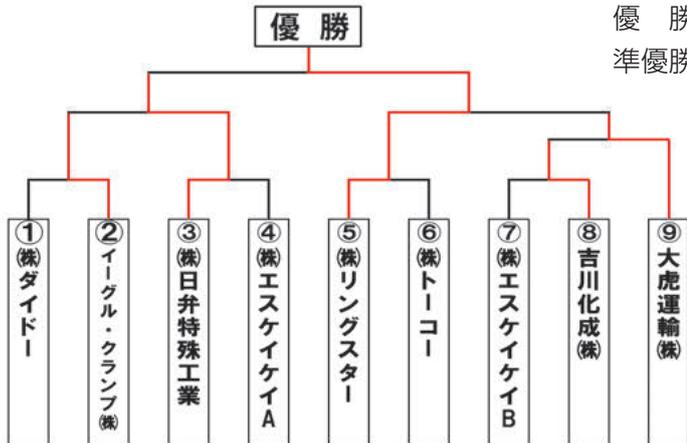 優勝
優　勝
準優勝
①㈱ダイドー
②イーグル・クランプ㈱
③㈱日弁特殊工業
④㈱エスケイケイA
⑤㈱リングスター
⑥㈱トーコー
⑦㈱エスケイケイB
⑧吉川化成㈱
⑨大虎運輸㈱